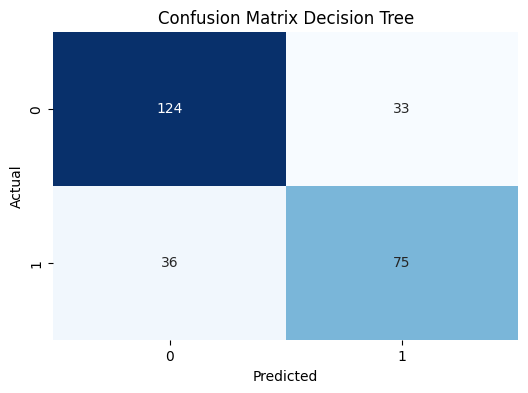 Confusion Matrix Decision Tree
Actual
0
124
33
1
36
75
0
1
Predicted